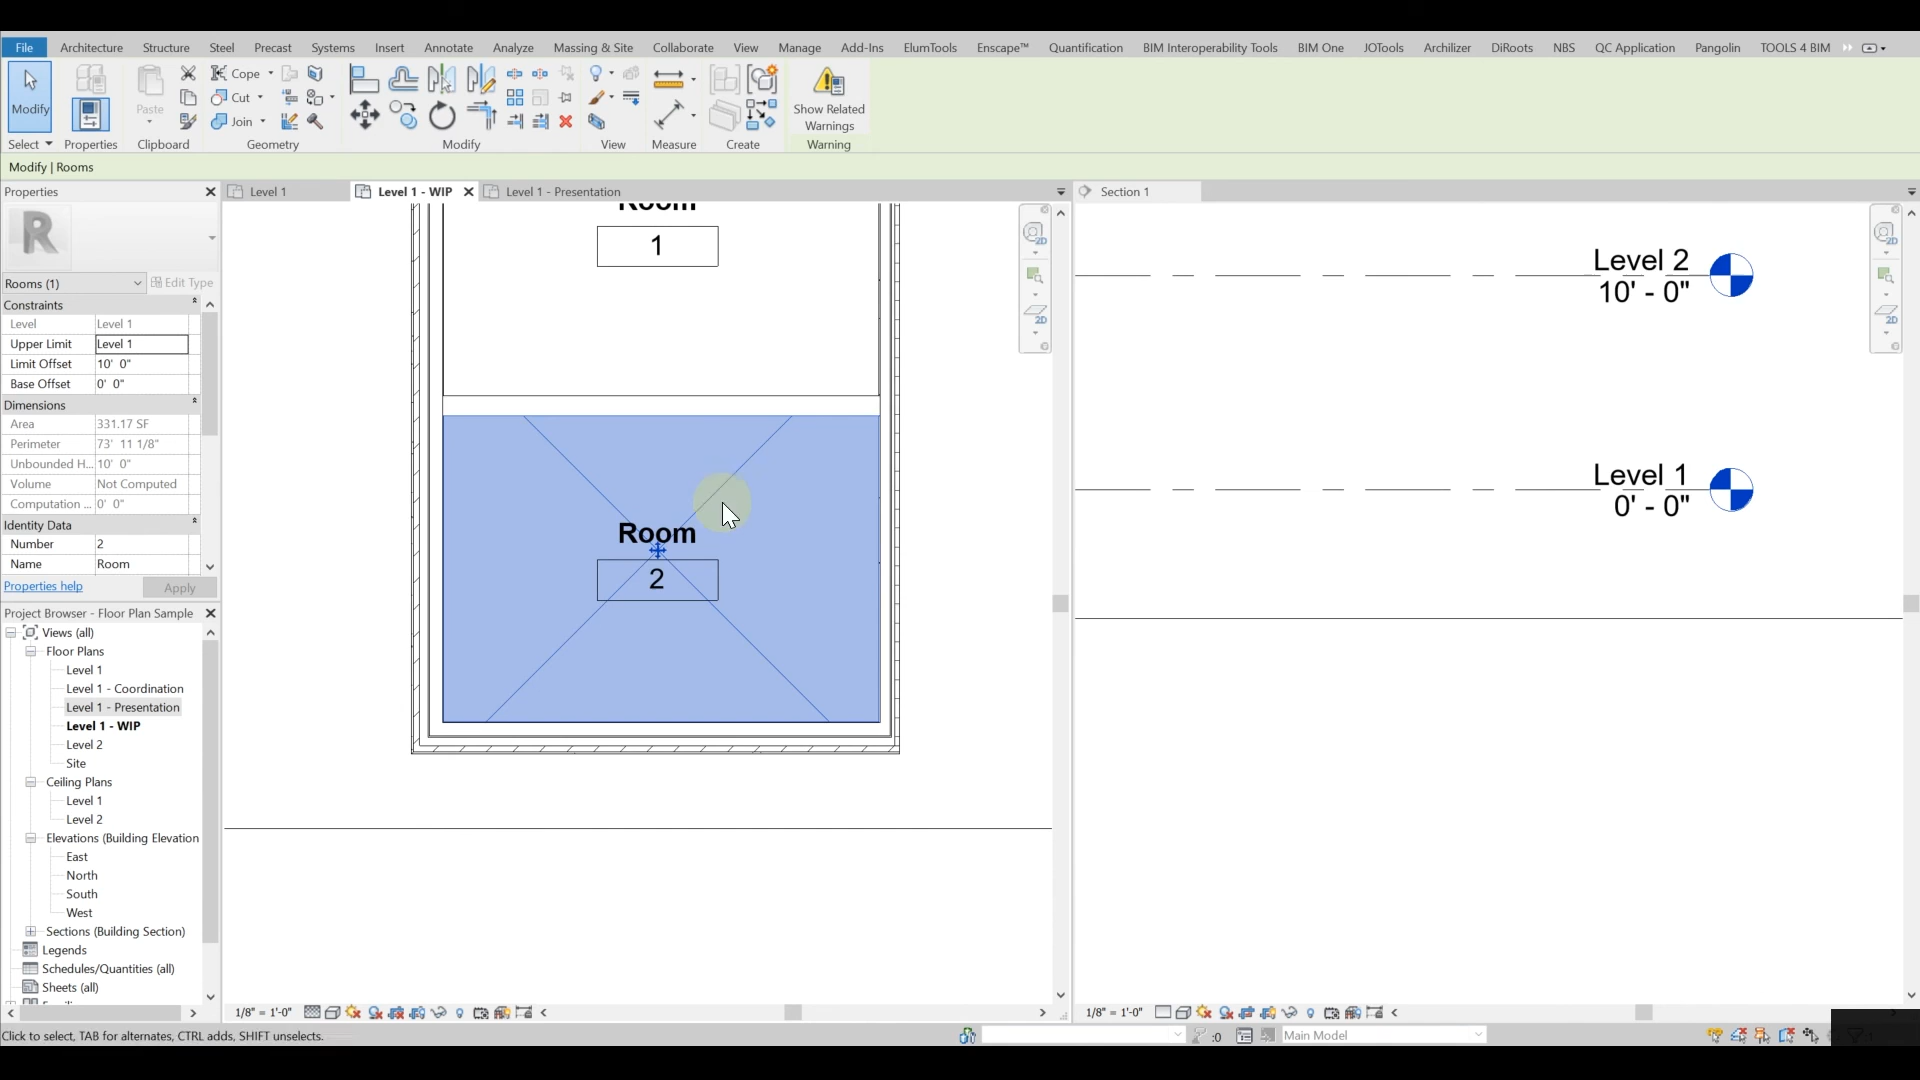 File Architecture Structure Steel Precast Systems Insert Annotate Analyze Massing & Site Collaborate View Manage Add-Ins ElumTools Enscape™ Quantification BIM Interoperability Tools BIM One JOTools Archilizer DiRoots NBS QC Application Pangolin TOOLS 4 BIM
Modify Paste Cope Cut Join Show Related Warnings
Select Properties Clipboard Geometry Modify View Measure Create Warning
Modify | Rooms
Properties
Level 1 Level 1 - WIP Level 1 - Presentation Section 1
R
Rooms (1) Edit Type
Constraints
Level Level 1
Upper Limit Level 1
Limit Offset 10' 0"
Base Offset 0' 0"
Dimensions
Area 331.17 SF
Perimeter 73' 11 1/8"
Unbounded H... 10' 0"
Volume Not Computed
Computation ... 0' 0"
Identity Data
Number 2
Name Room
Properties help Apply
Project Browser - Floor Plan Sample
Views (all)
Floor Plans
Level 1
Level 1 - Coordination
Level 1 - Presentation
Level 1 - WIP
Level 2
Site
Ceiling Plans
Level 1
Level 2
Elevations (Building Elevation
East
North
South
West
Sections (Building Section)
Legends
Schedules/Quantities (all)
Sheets (all)
Room
1
Room
2
2D
2D
Level 2
10' - 0"
Level 1
0' - 0"
2D
2D
1/8" = 1'-0" 1/8" = 1'-0"
Click to select, TAB for alternates, CTRL adds, SHIFT unselects. :0 Main Model